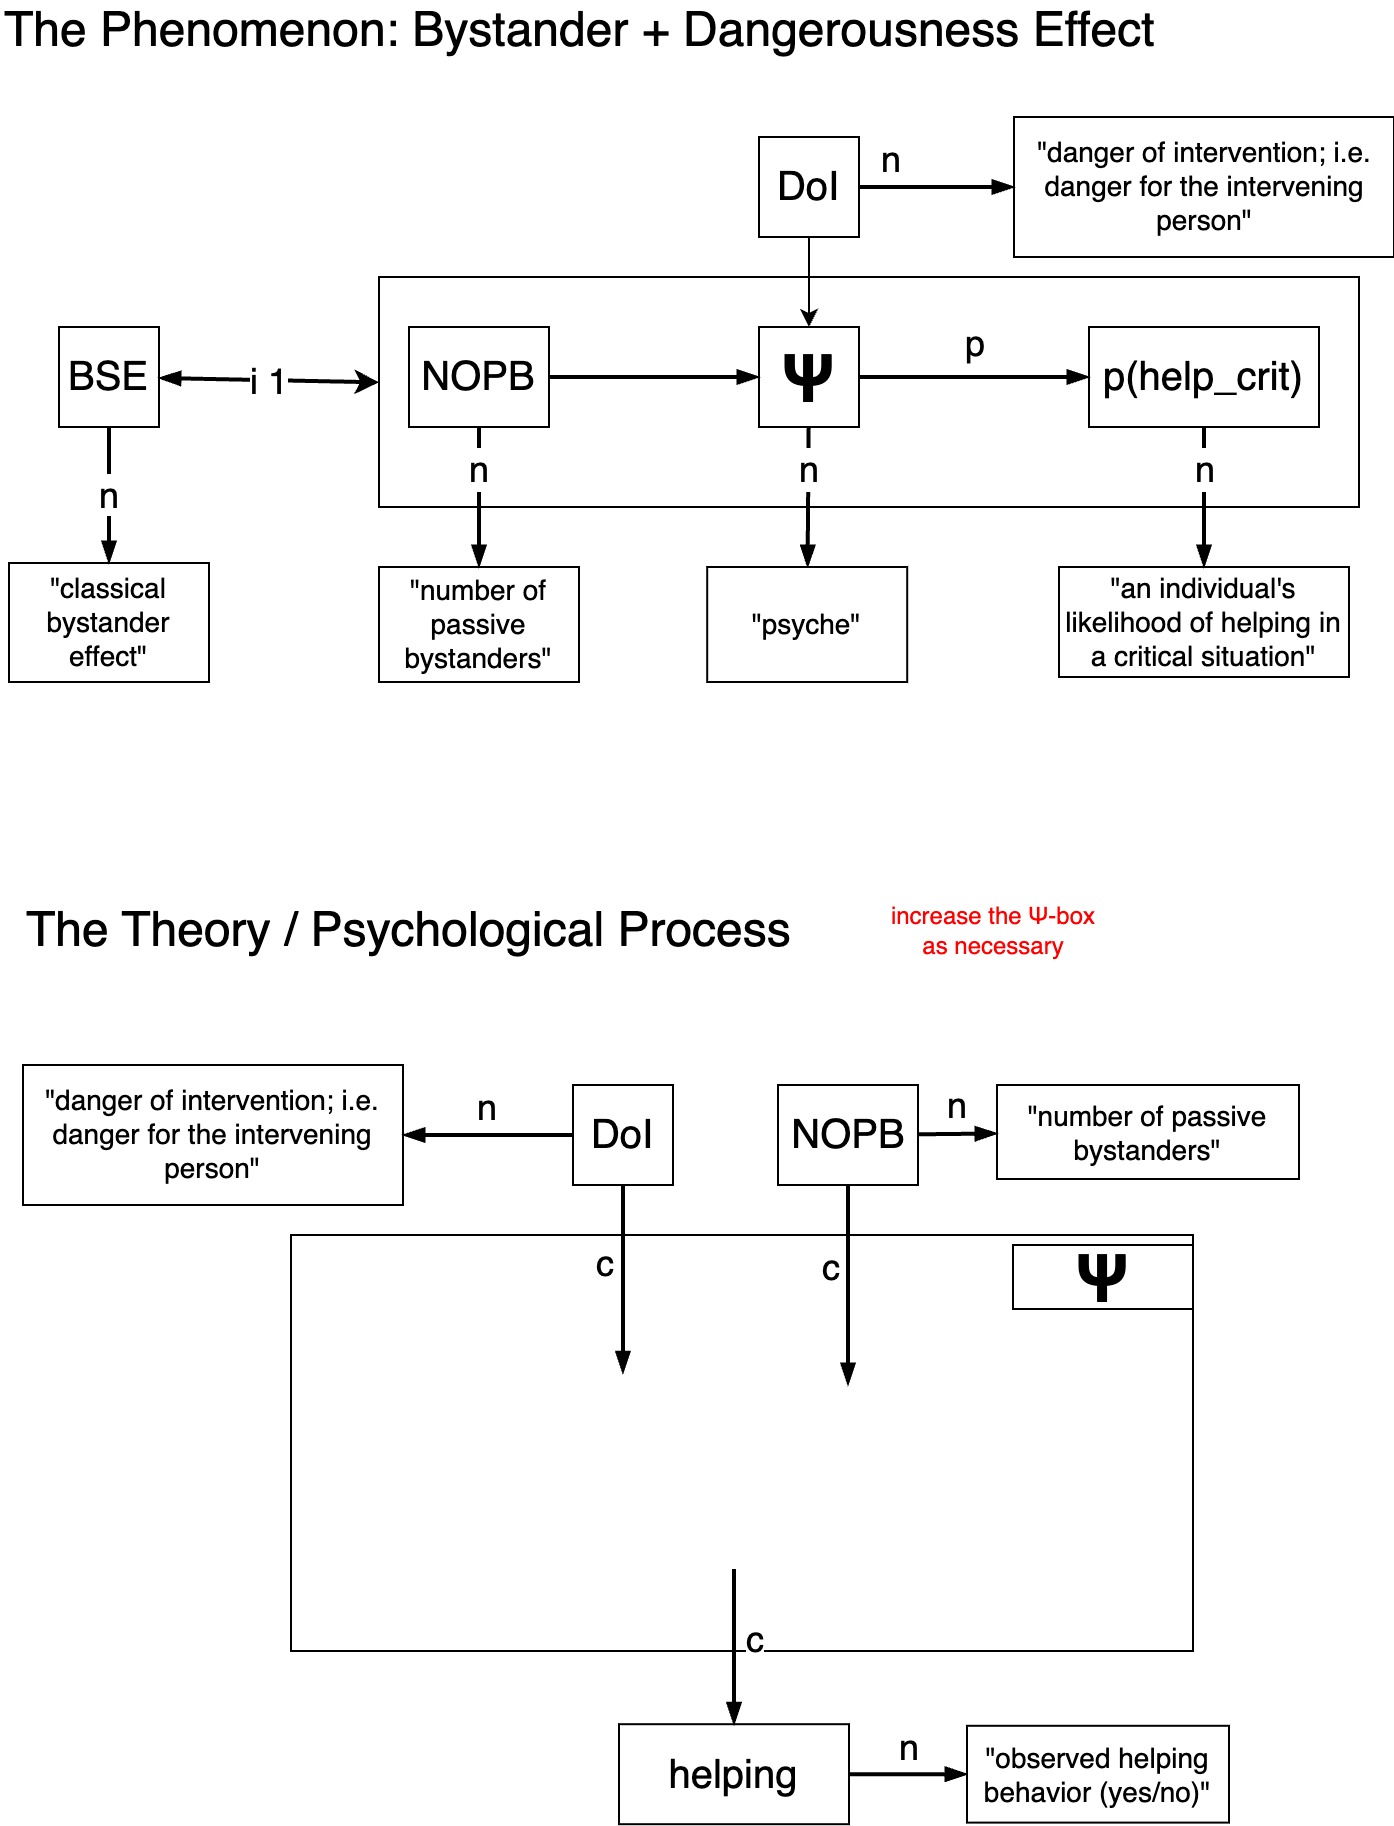 The Phenomenon: Bystander + Dangerousness Effect
DoI
n
"danger of intervention; i.e.
danger for the intervening
person"
BSE
i 1
NOPB
Ψ
p
p(help_crit)
n
n
n
n
"classical
bystander
effect"
"number of
passive
bystanders"
"psyche"
"an individual's
likelihood of helping in
a critical situation"
The Theory / Psychological Process
increase the Ψ-box
as necessary
"danger of intervention; i.e.
danger for the intervening
person"
n
DoI
NOPB
n
"number of passive
bystanders"
c
c
Ψ
c
helping
n
"observed helping
behavior (yes/no)"